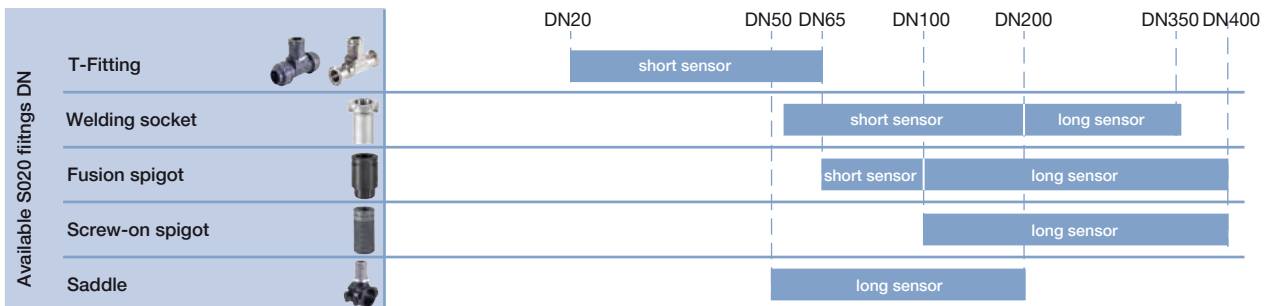 DN20 DN50 DN65 DN100 DN200 DN350 DN400
Available S020 fiitngs DN
T-Fitting short sensor
Welding socket short sensor long sensor
Fusion spigot short sensor long sensor
Screw-on spigot long sensor
Saddle long sensor